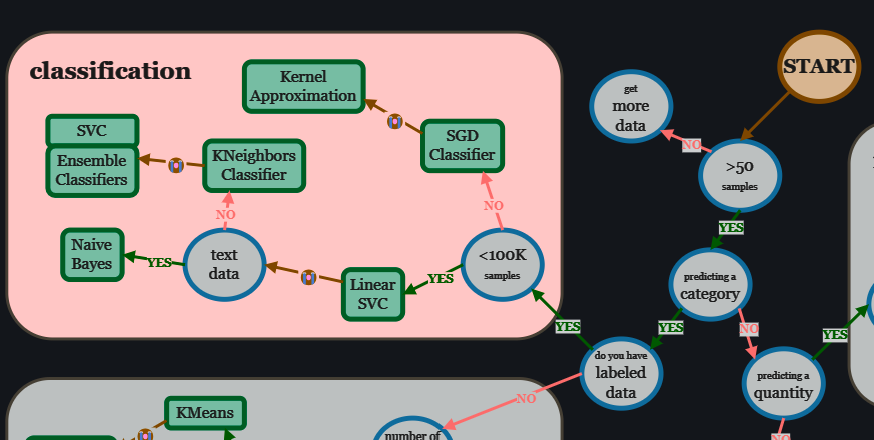 classification
START
get
more
data
NO
>50
samples
YES
Kernel
Approximation
SGD
Classifier
NO
SVC
Ensemble
Classifiers
KNeighbors
Classifier
NO
text
data
Naive
Bayes
YES
Linear
SVC
YES
<100K
samples
YES
predicting a
category
YES
NO
do you have
labeled
data
NO
predicting a
quantity
YES
NO
KMeans
number of